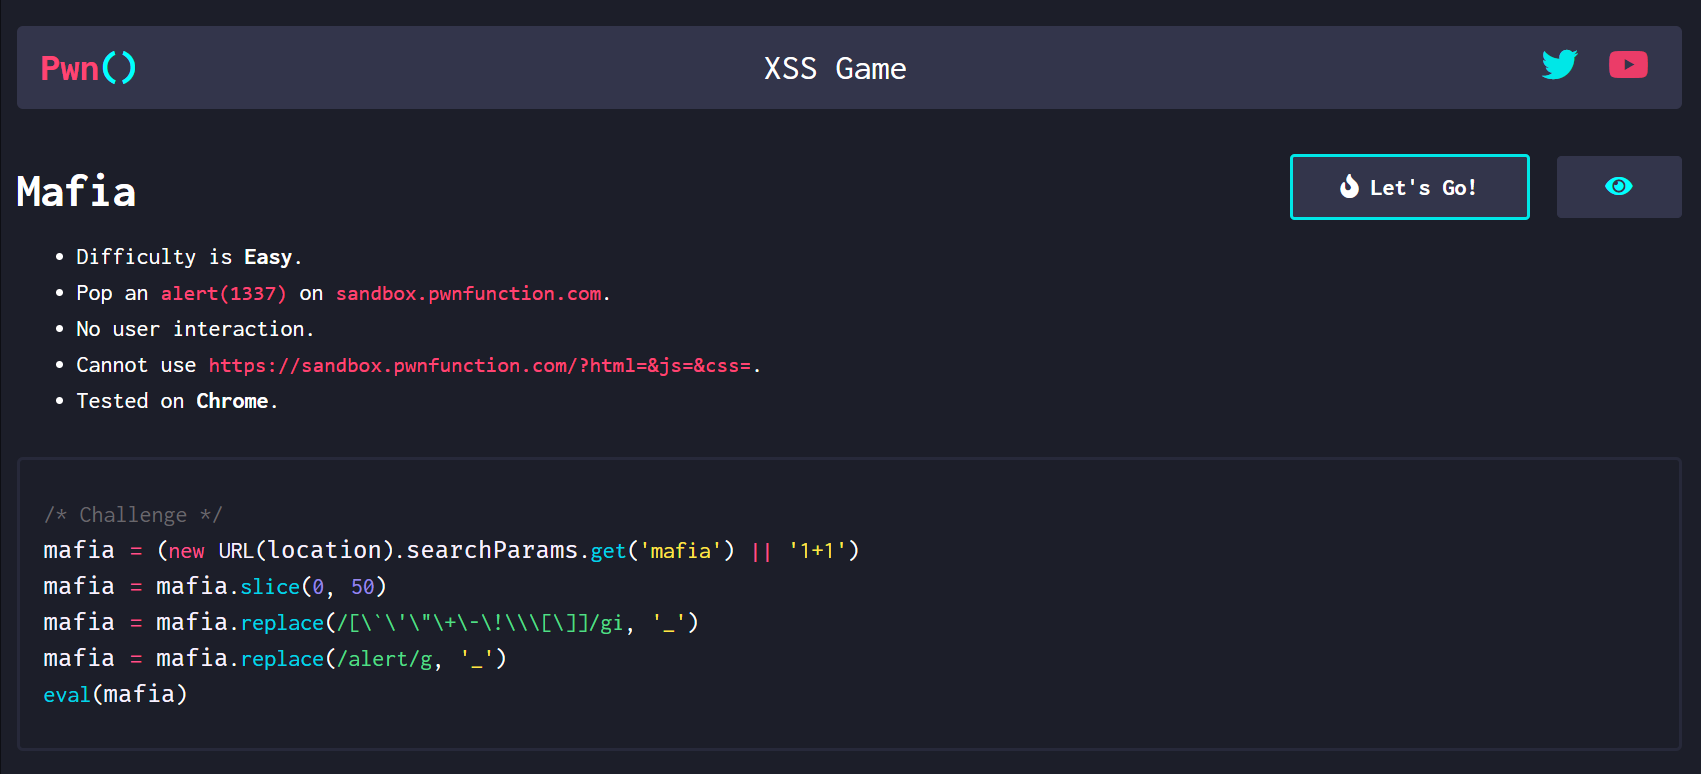 Pwn()
XSS Game
Mafia
Let's Go!
• Difficulty is Easy.
• Pop an alert(1337) on sandbox.pwnfunction.com.
• No user interaction.
• Cannot use https://sandbox.pwnfunction.com/?html=&js=&css=.
• Tested on Chrome.
/* Challenge */
mafia = (new URL(location).searchParams.get('mafia') || '1+1')
mafia = mafia.slice(0, 50)
mafia = mafia.replace(/[\`\'\"\+\-\!\\\[\]]/gi, '_')
mafia = mafia.replace(/alert/g, '_')
eval(mafia)